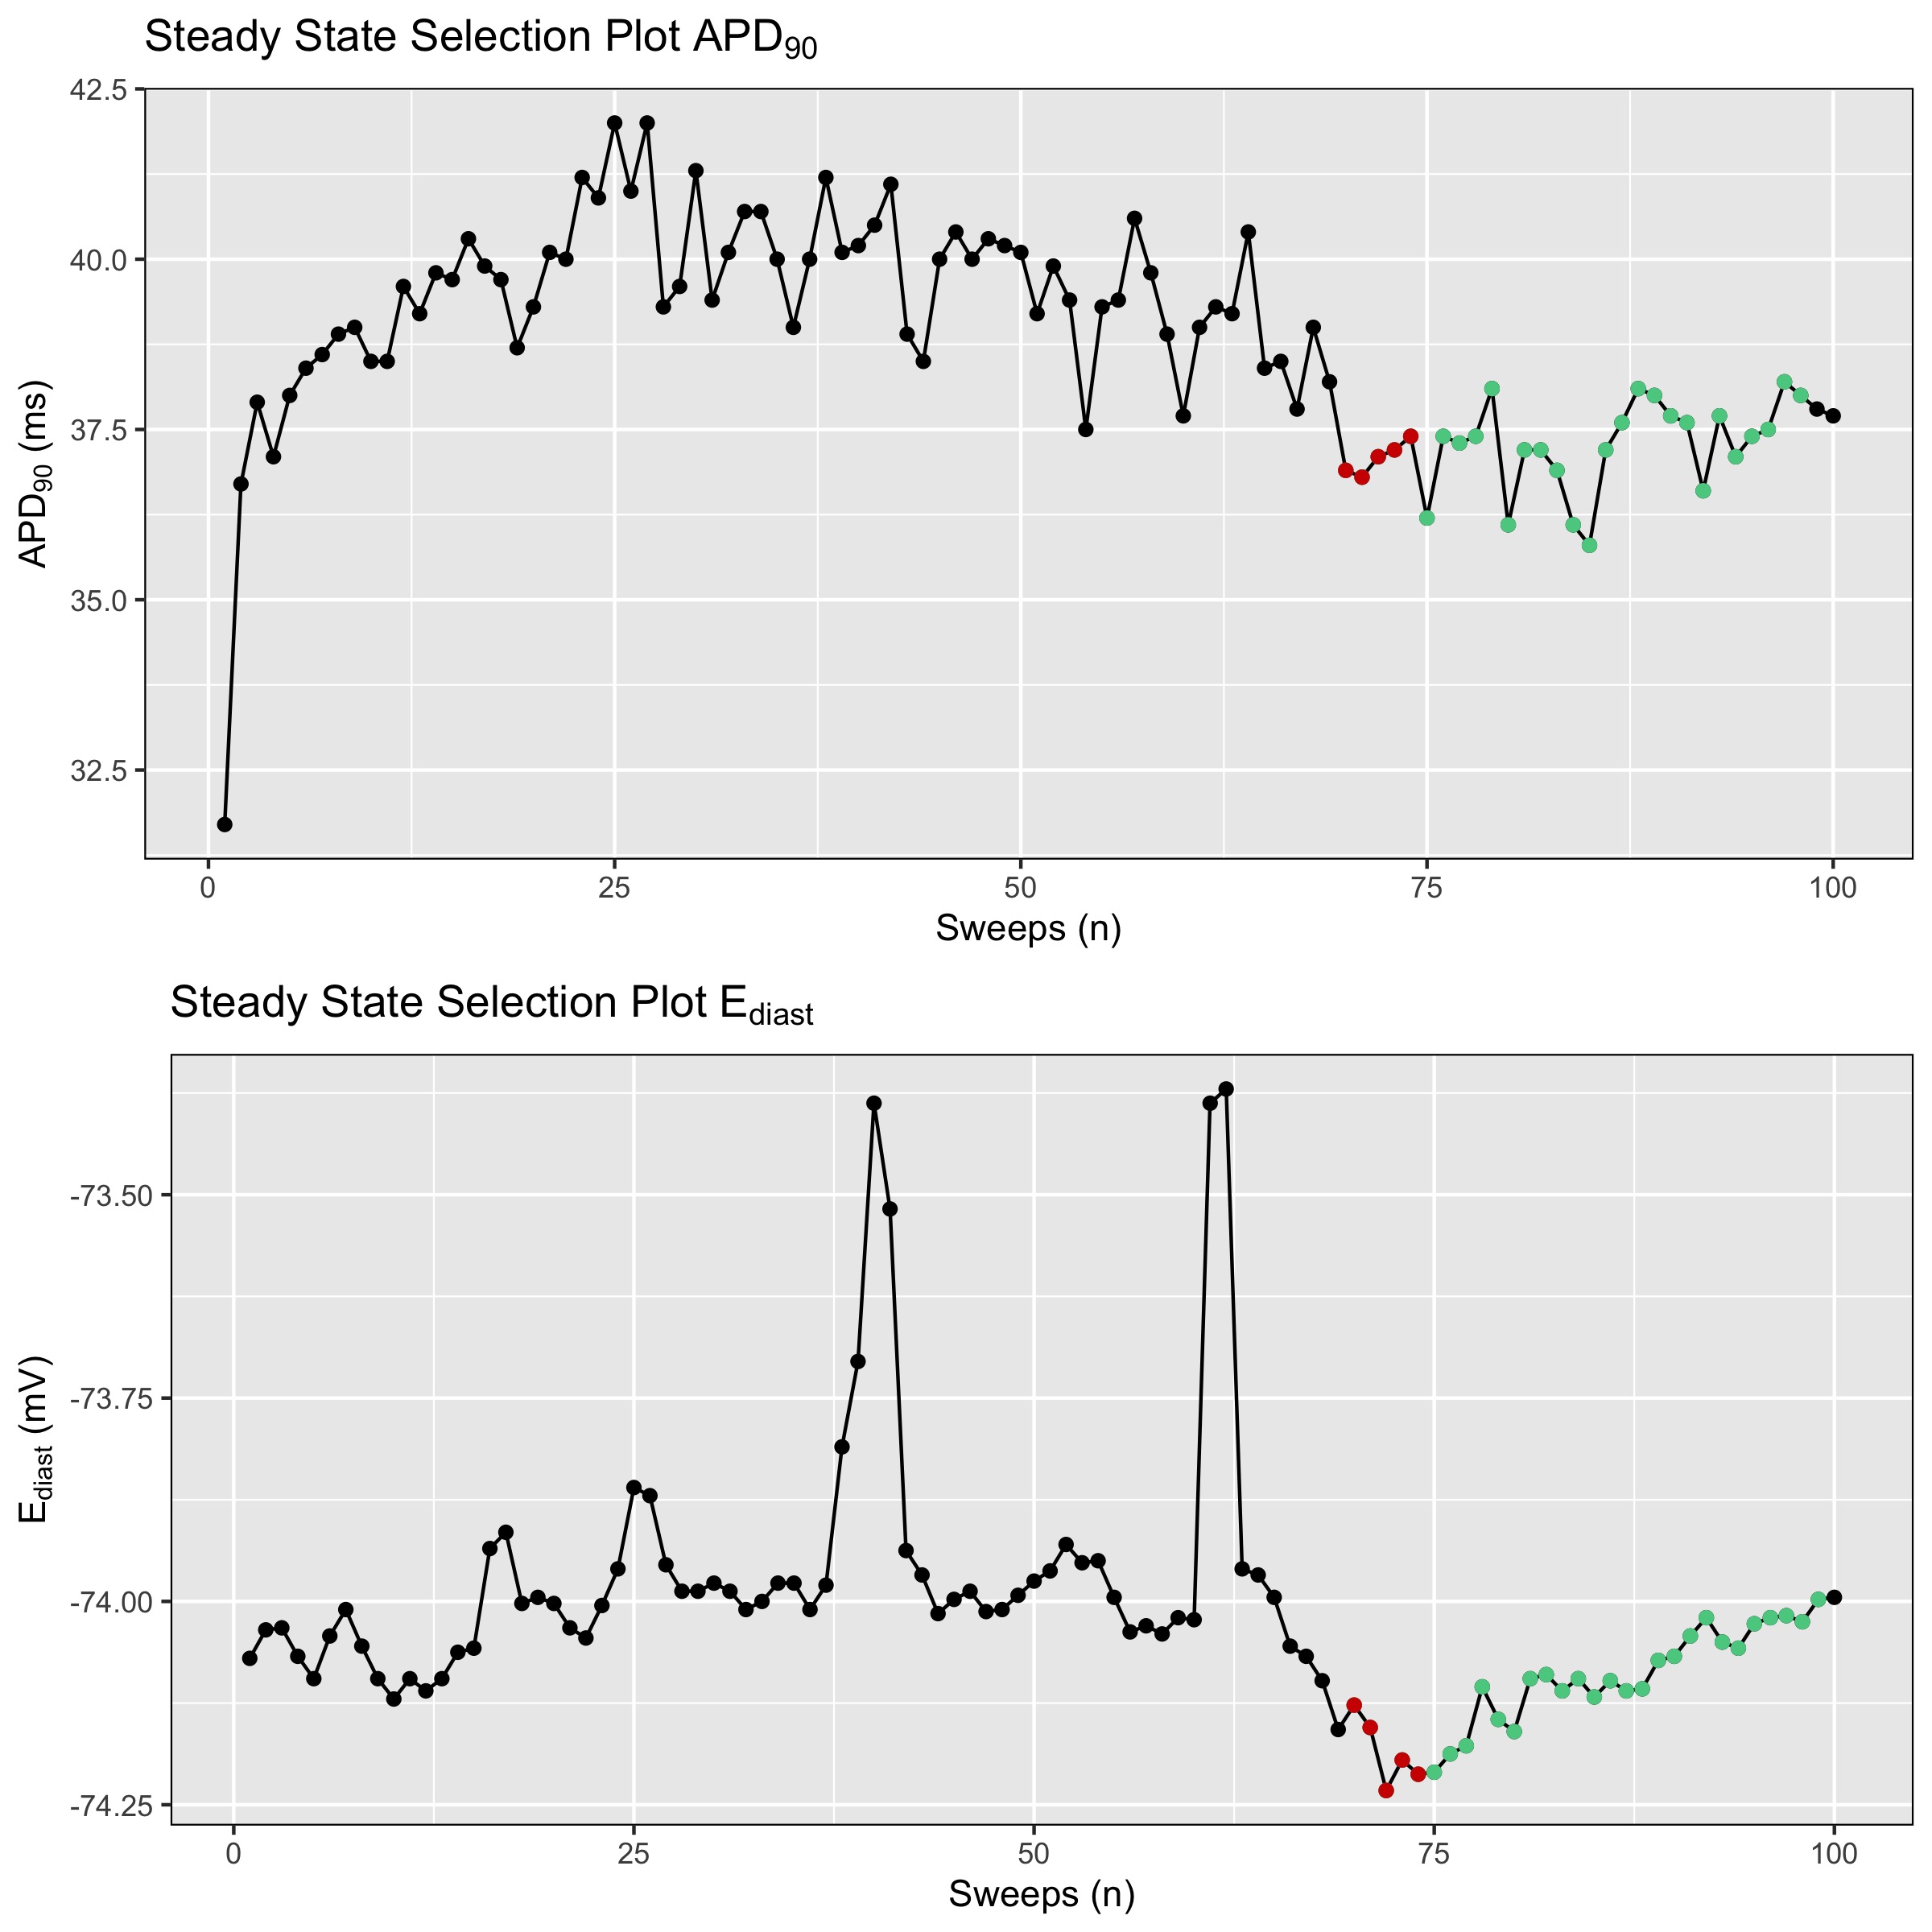 Steady State Selection Plot APD90
42.5
40.0
37.5
35.0
32.5
APD90 (ms)
0 25 50 75 100
Sweeps (n)
Steady State Selection Plot Ediast
-73.50
-73.75
-74.00
-74.25
Ediast (mV)
0 25 50 75 100
Sweeps (n)